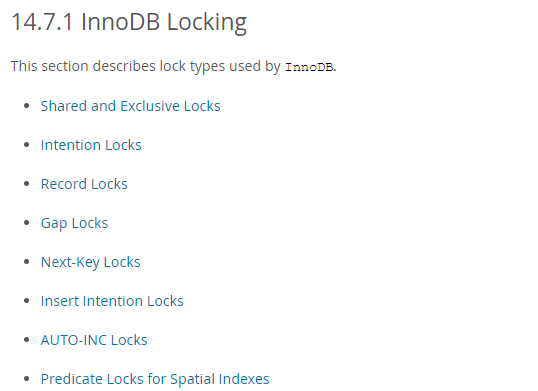 14.7.1 InnoDB Locking
This section describes lock types used by InnoDB.
Shared and Exclusive Locks
Intention Locks
Record Locks
Gap Locks
Next-Key Locks
Insert Intention Locks
AUTO-INC Locks
Predicate Locks for Spatial Indexes